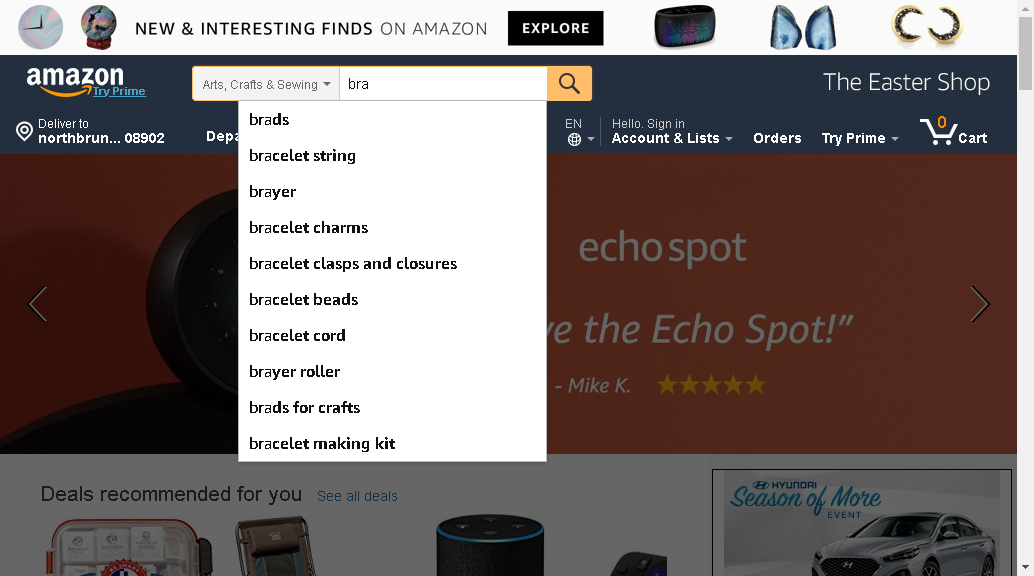 NEW & INTERESTING FINDS ON AMAZON EXPLORE
amazon
Try Prime
Arts, Crafts & Sewing
bra
The Easter Shop
Deliver to
northbrun... 08902
Depa
EN
Hello. Sign in
Account & Lists
Orders
Try Prime
0
Cart
brads
bracelet string
brayer
bracelet charms
bracelet clasps and closures
bracelet beads
bracelet cord
brayer roller
brads for crafts
bracelet making kit
echo spot
ve the Echo Spot!”
- Mike K.
Deals recommended for you See all deals
HYUNDAI
Season of More
EVENT